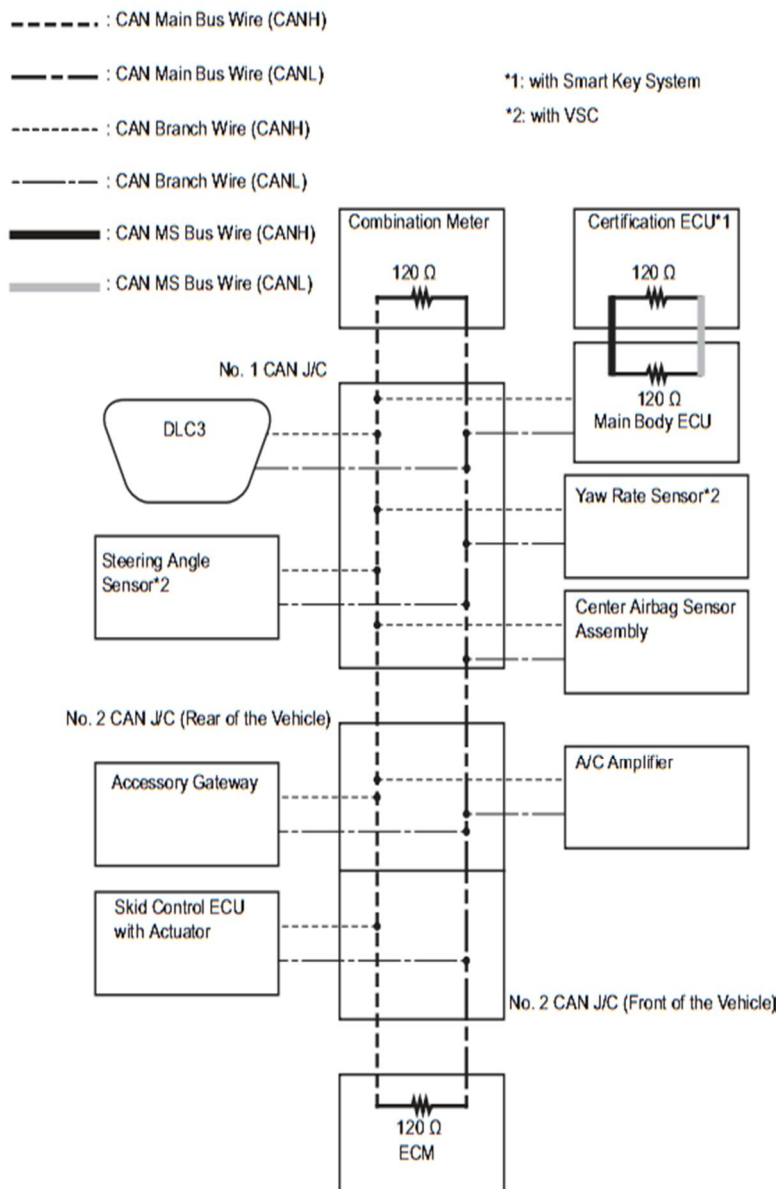 : CAN Main Bus Wire (CANH)
: CAN Main Bus Wire (CANL)
: CAN Branch Wire (CANH)
: CAN Branch Wire (CANL)
: CAN MS Bus Wire (CANH)
: CAN MS Bus Wire (CANL)
*1: with Smart Key System
*2: with VSC
Combination Meter
120 Ω
Certification ECU*1
120 Ω
120 Ω
Main Body ECU
No. 1 CAN J/C
DLC3
Yaw Rate Sensor*2
Steering Angle
Sensor*2
Center Airbag Sensor
Assembly
No. 2 CAN J/C (Rear of the Vehicle)
Accessory Gateway
A/C Amplifier
Skid Control ECU
with Actuator
No. 2 CAN J/C (Front of the Vehicle)
120 Ω
ECM